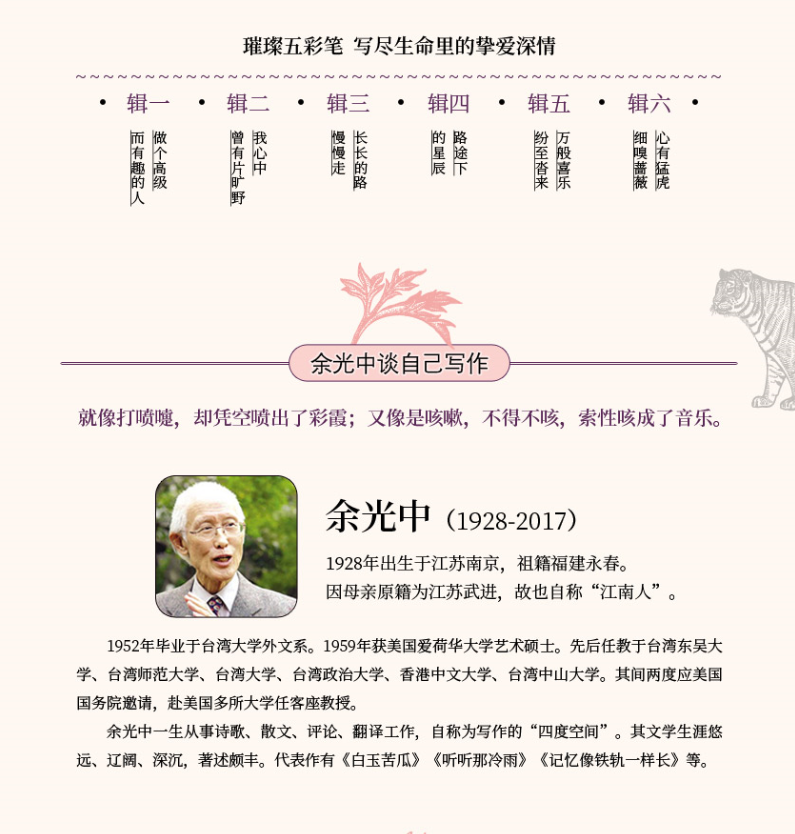 璀璨五彩笔 写尽生命里的挚爱深情
辑一
辑二
辑三
辑四
辑五
辑六
做个高级
而有趣的人
我心中
曾有片旷野
长长的路
慢慢走
路途下
的星辰
万般喜乐
纷至沓来
心有猛虎
细嗅蔷薇
余光中谈自己写作
就像打喷嚏，却凭空喷出了彩霞；又像是咳嗽，不得不咳，索性咳成了音乐。
余光中（1928-2017）
1928年出生于江苏南京，祖籍福建永春。
因母亲原籍为江苏武进，故也自称“江南人”。
1952年毕业于台湾大学外文系。1959年获美国爱荷华大学艺术硕士。先后任教于台湾东吴大
学、台湾师范大学、台湾大学、台湾政治大学、香港中文大学、台湾中山大学。其间两度应美国
国务院邀请，赴美国多所大学任客座教授。
余光中一生从事诗歌、散文、评论、翻译工作，自称为写作的“四度空间”。其文学生涯悠
远、辽阔、深沉，著述颇丰。代表作有《白玉苦瓜》《听听那冷雨》《记忆像铁轨一样长》等。